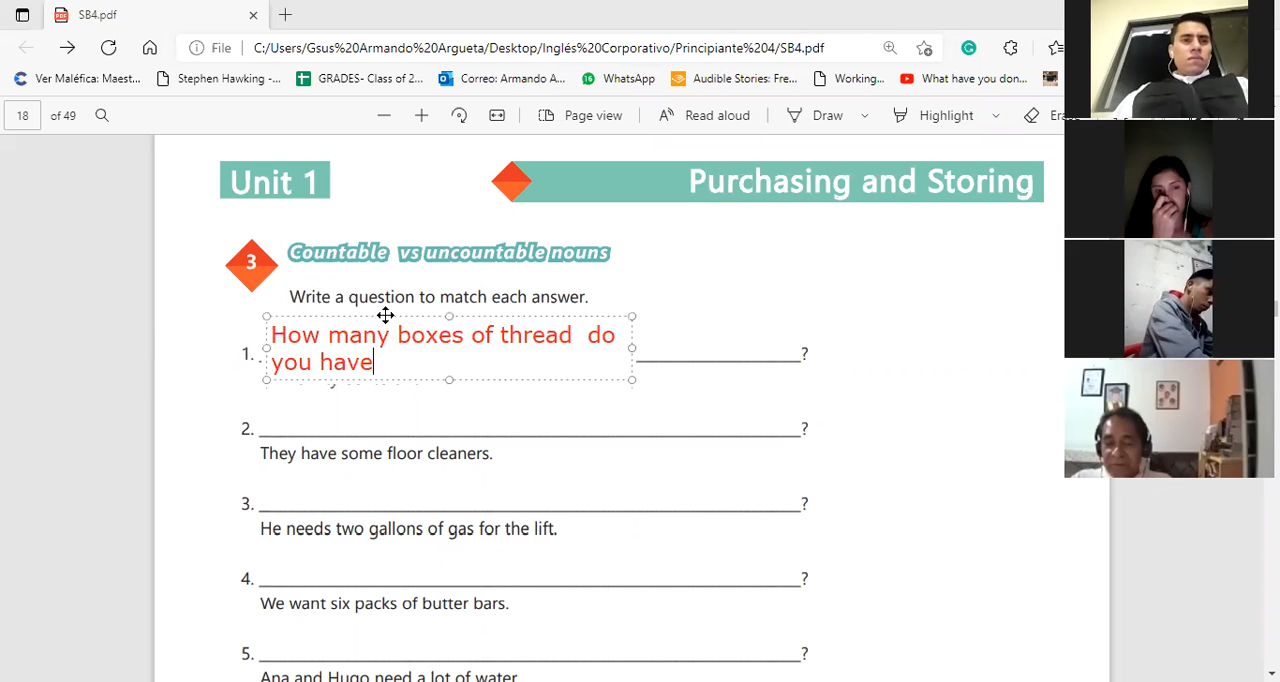 SB4.pdf
File
C:/Users/Gsus%20Armando%20Argueta/Desktop/Inglés%20Corporativo/Principiante%204/SB4.pdf
Ver Maléfica: Maest...
Stephen Hawking -...
GRADES- Class of 2...
Correo: Armando A...
WhatsApp
Audible Stories: Fre...
Working...
What have you don...
18 of 49
Page view
Read aloud
Draw
Highlight
Unit 1
Purchasing and Storing
3
Countable vs uncountable nouns
Write a question to match each answer.
How many boxes of thread do
1. you have ?
2. ?
They have some floor cleaners.
3. ?
He needs two gallons of gas for the lift.
4. ?
We want six packs of butter bars.
5. ?
Ana and Hugo need a lot of water